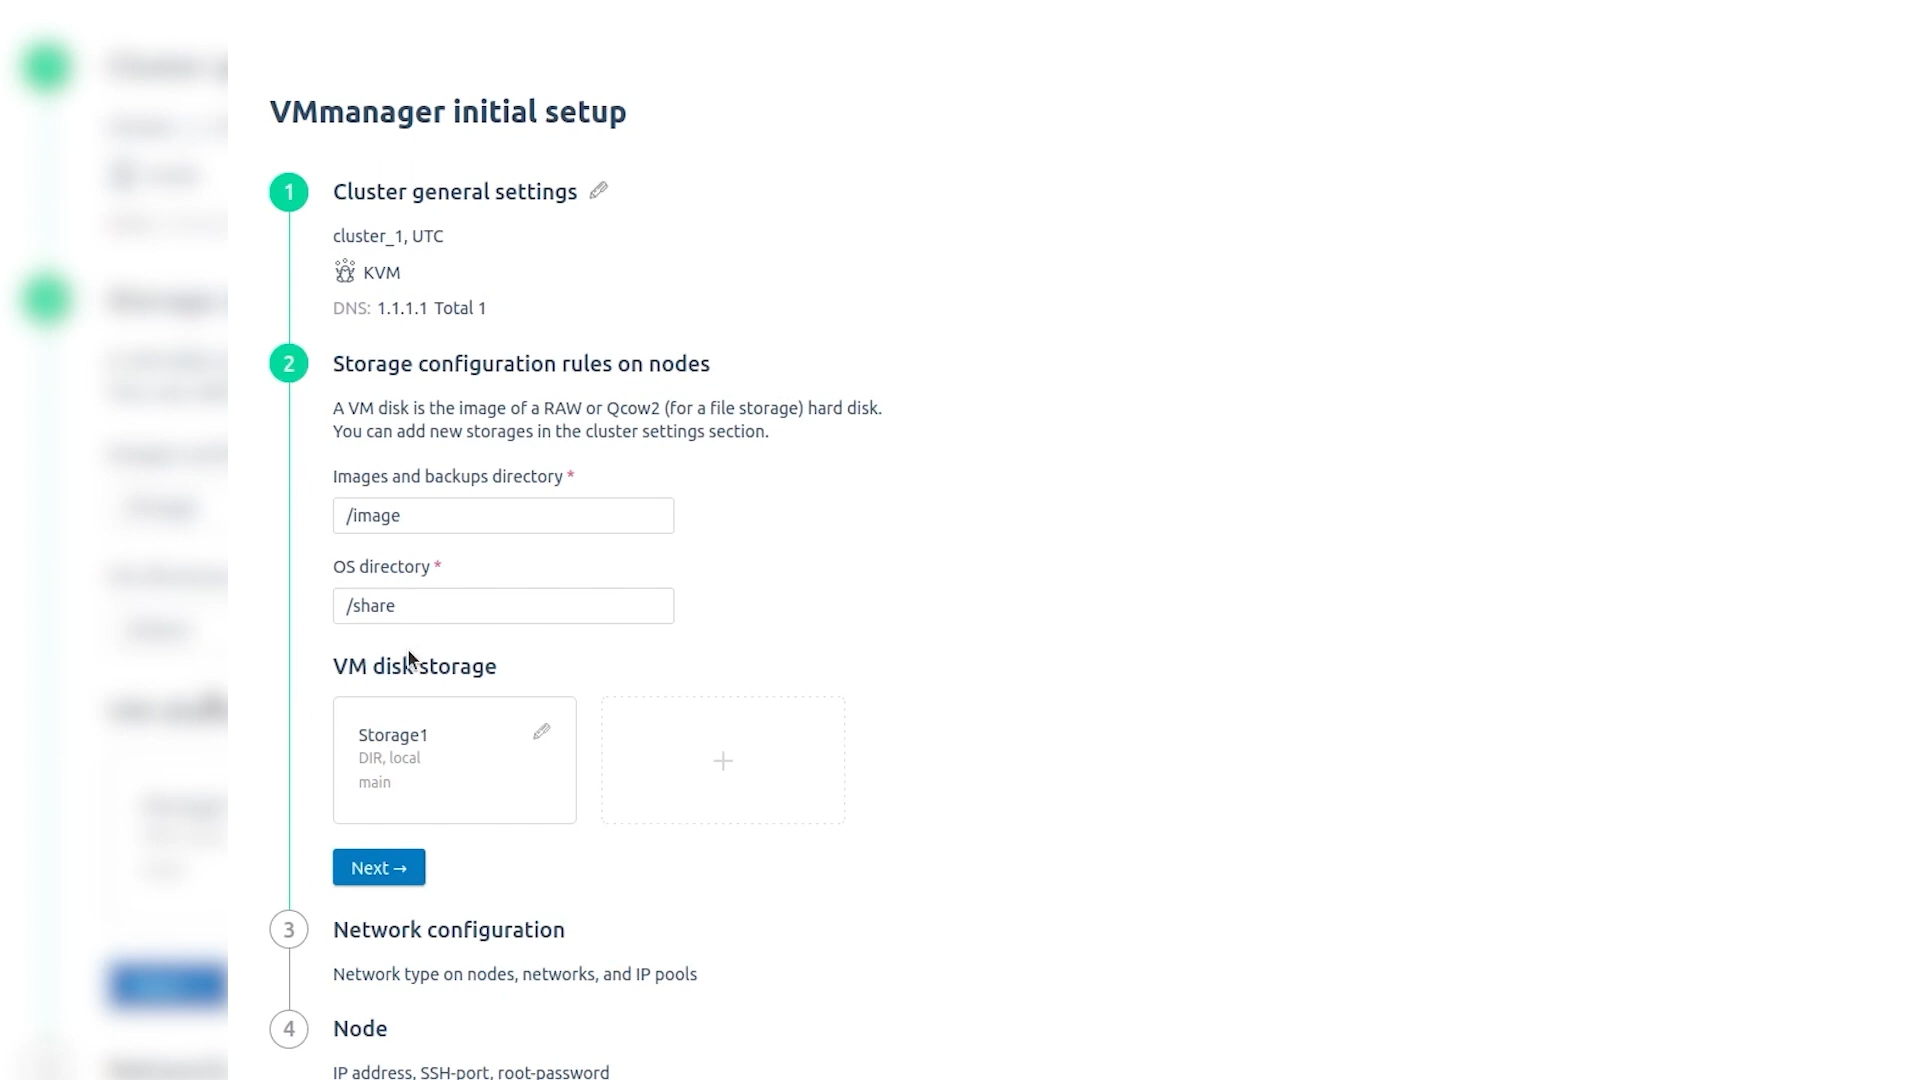 VMmanager initial setup
1
Cluster general settings
cluster_1, UTC
KVM
DNS: 1.1.1.1 Total 1
2
Storage configuration rules on nodes
A VM disk is the image of a RAW or Qcow2 (for a file storage) hard disk.
You can add new storages in the cluster settings section.
Images and backups directory *
/image
OS directory *
/share
VM disk storage
Storage1
DIR, local
main
+
Next →
3
Network configuration
Network type on nodes, networks, and IP pools
4
Node
IP address, SSH-port, root-password